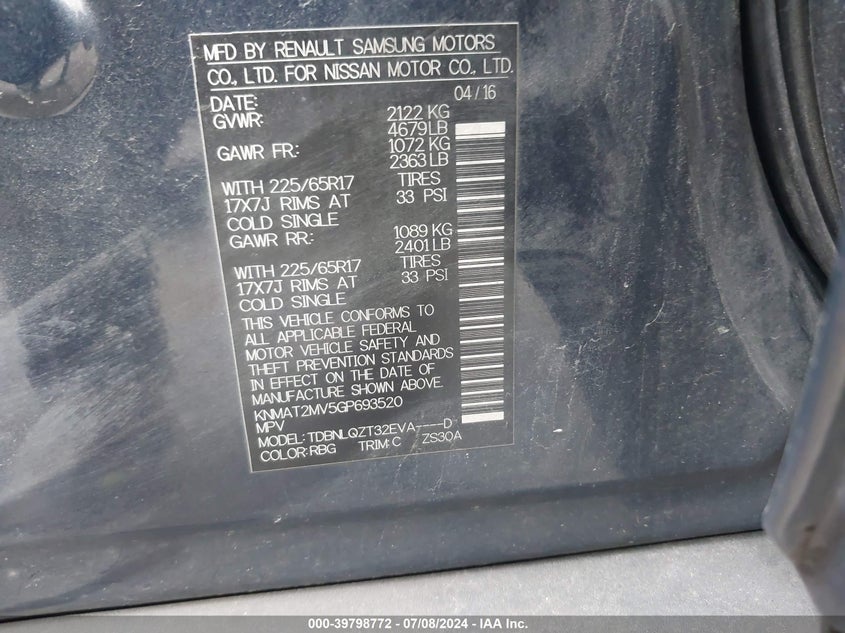 MFD BY RENAULT SAMSUNG MOTORS
CO., LTD. FOR NISSAN MOTOR CO., LTD.
DATE: 04/16
GVWR: 2122 KG
4679LB
GAWR FR: 1072 KG
2363 LB
WITH 225/65R17 TIRES
17X7J RIMS AT 33 PSI
COLD SINGLE
GAWR RR: 1089 KG
2401 LB
WITH 225/65R17 TIRES
17X7J RIMS AT 33 PSI
COLD SINGLE
THIS VEHICLE CONFORMS TO
ALL APPLICABLE FEDERAL
MOTOR VEHICLE SAFETY AND
THEFT PREVENTION STANDARDS
IN EFFECT ON THE DATE OF
MANUFACTURE SHOWN ABOVE.
KNMAT2MV5GP693520
MPV
MODEL: TDBNLQZT32EVA----D
COLOR:RBG TRIM:C ZS30A
000-39798772 / 07/08/2024 - IAA Inc.